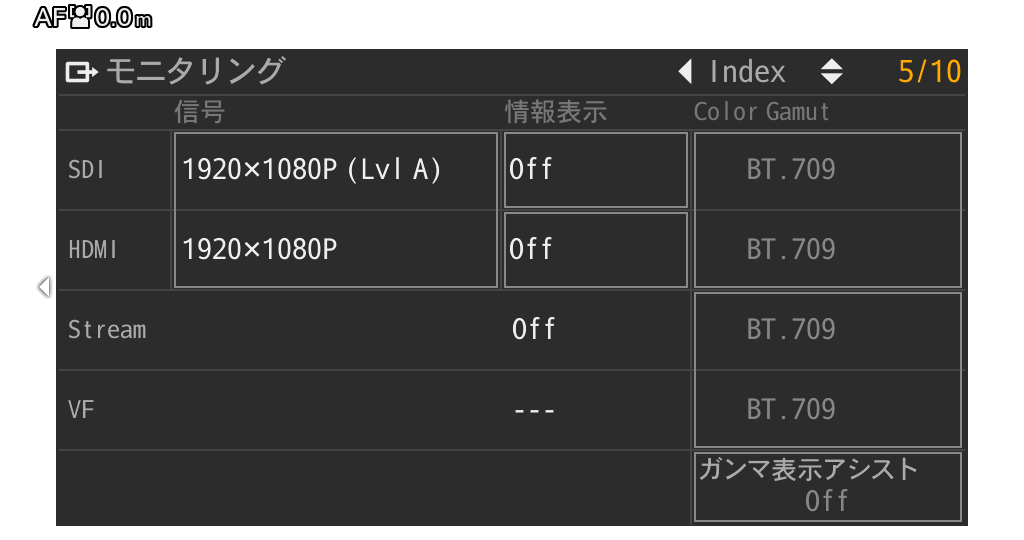 AF 0.0m
モニタリング Index 5/10
信号 情報表示 Color Gamut
SDI 1920×1080P (Lvl A) Off BT.709
HDMI 1920×1080P Off BT.709
Stream Off BT.709
VF --- BT.709
ガンマ表示アシスト
Off